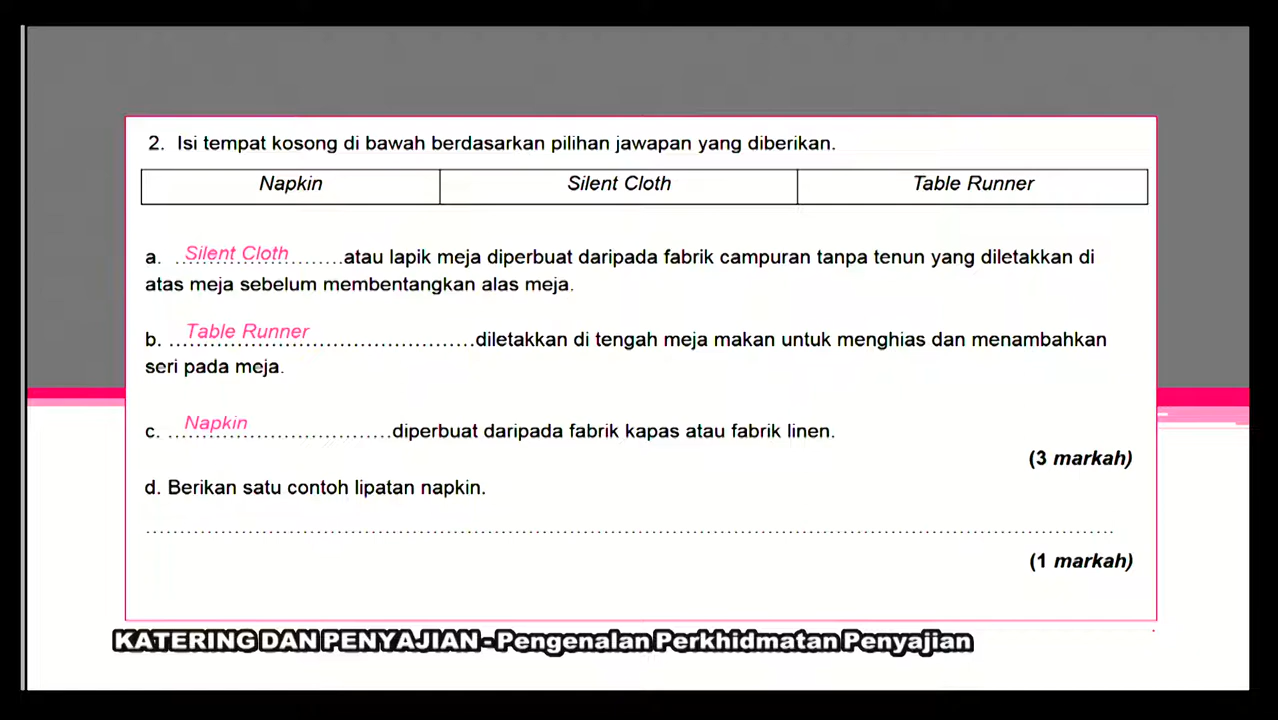 2. Isi tempat kosong di bawah berdasarkan pilihan jawapan yang diberikan.
Napkin Silent Cloth Table Runner
a. Silent Cloth atau lapik meja diperbuat daripada fabrik campuran tanpa tenun yang diletakkan di
atas meja sebelum membentangkan alas meja.
b. Table Runner diletakkan di tengah meja makan untuk menghias dan menambahkan
seri pada meja.
c. Napkin diperbuat daripada fabrik kapas atau fabrik linen.
(3 markah)
d. Berikan satu contoh lipatan napkin.
(1 markah)
KATERING DAN PENYAJIAN - Pengenalan Perkhidmatan Penyajian